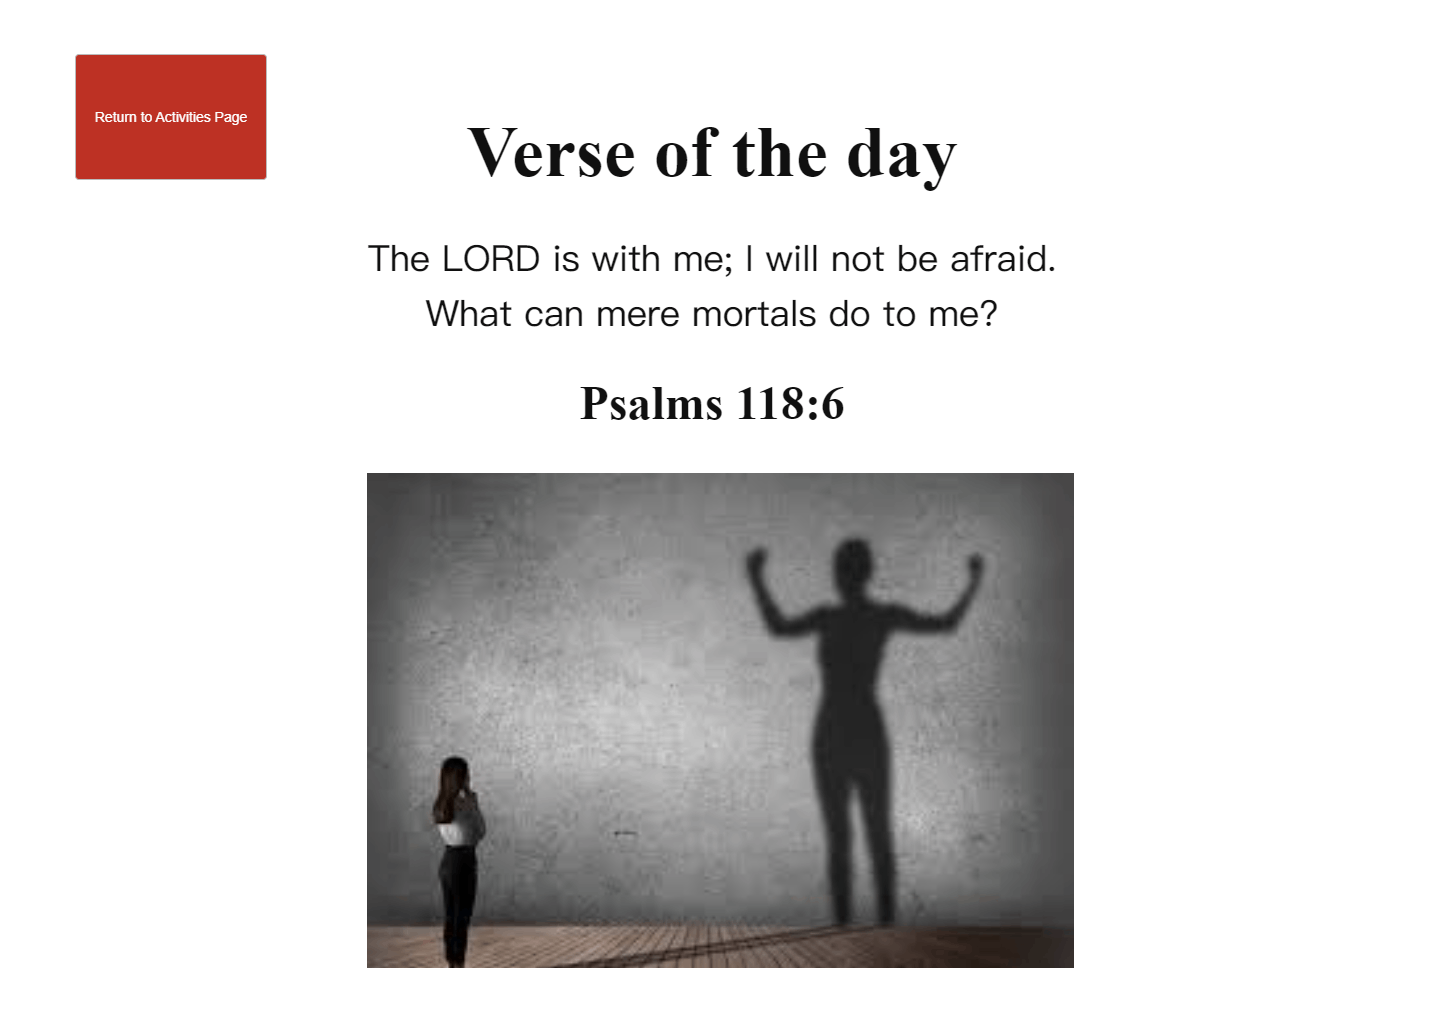 Return to Activities Page
Verse of the day
The LORD is with me; I will not be afraid.
What can mere mortals do to me?
Psalms 118:6